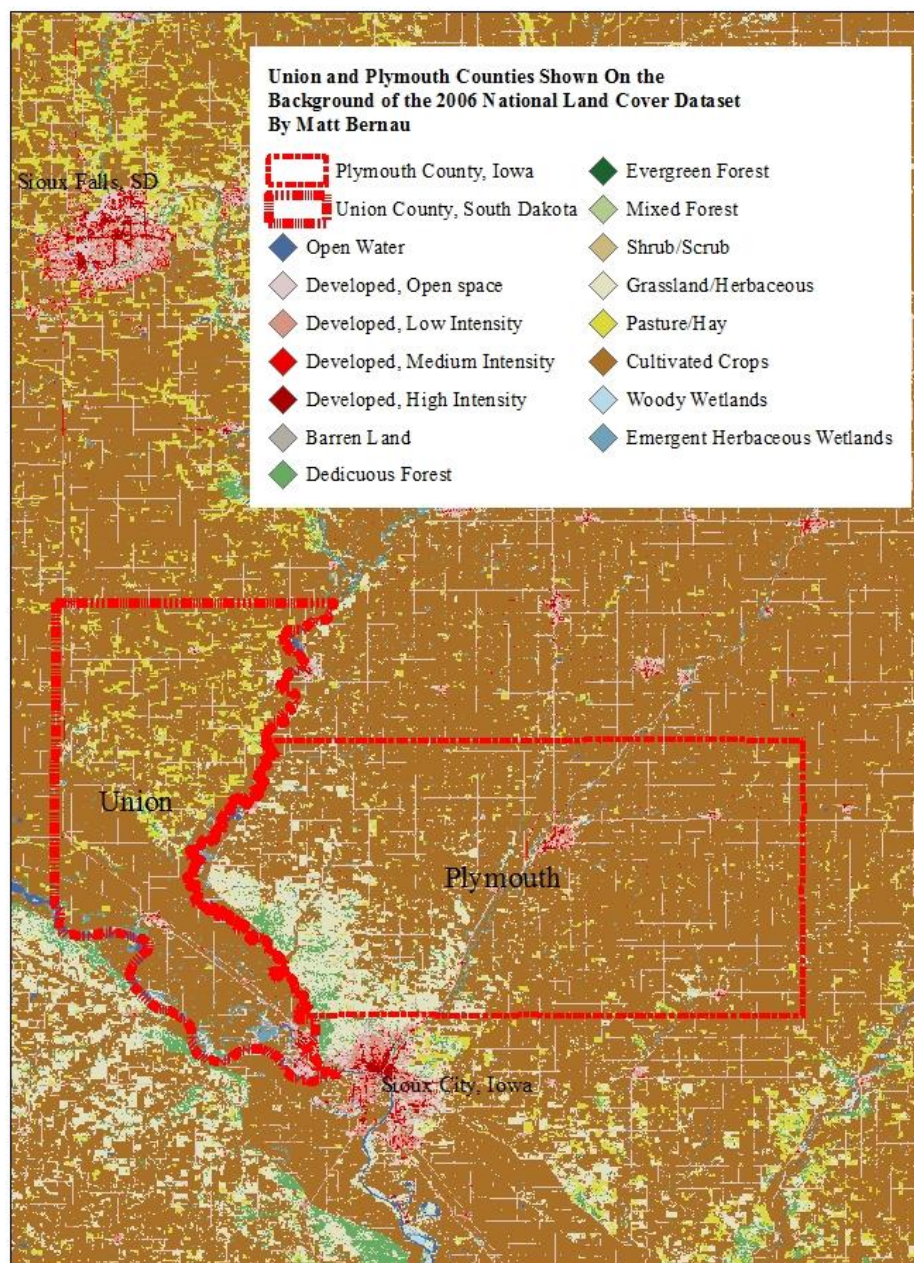 Union and Plymouth Counties Shown On the
Background of the 2006 National Land Cover Dataset
By Matt Bernau
Plymouth County, Iowa
Union County, South Dakota
Open Water
Developed, Open space
Developed, Low Intensity
Developed, Medium Intensity
Developed, High Intensity
Barren Land
Dedicuous Forest
Evergreen Forest
Mixed Forest
Shrub/Scrub
Grassland/Herbaceous
Pasture/Hay
Cultivated Crops
Woody Wetlands
Emergent Herbaceous Wetlands
Sioux Falls, SD
Union
Plymouth
Sioux City, Iowa